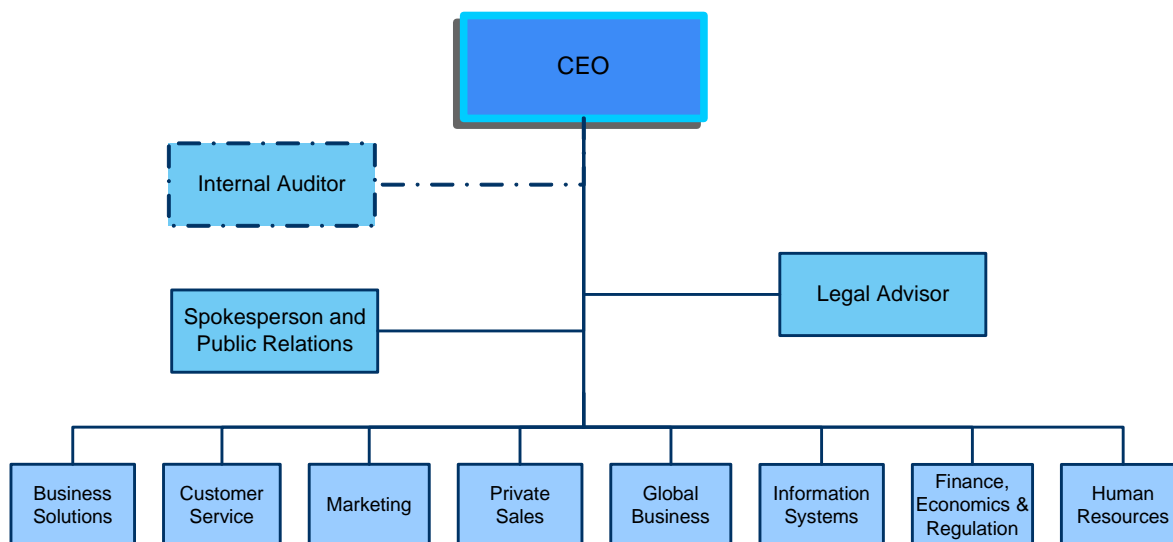 CEO
Internal Auditor
Legal Advisor
Spokesperson and
Public Relations
Business
Solutions
Customer
Service
Marketing
Private
Sales
Global
Business
Information
Systems
Finance,
Economics &
Regulation
Human
Resources